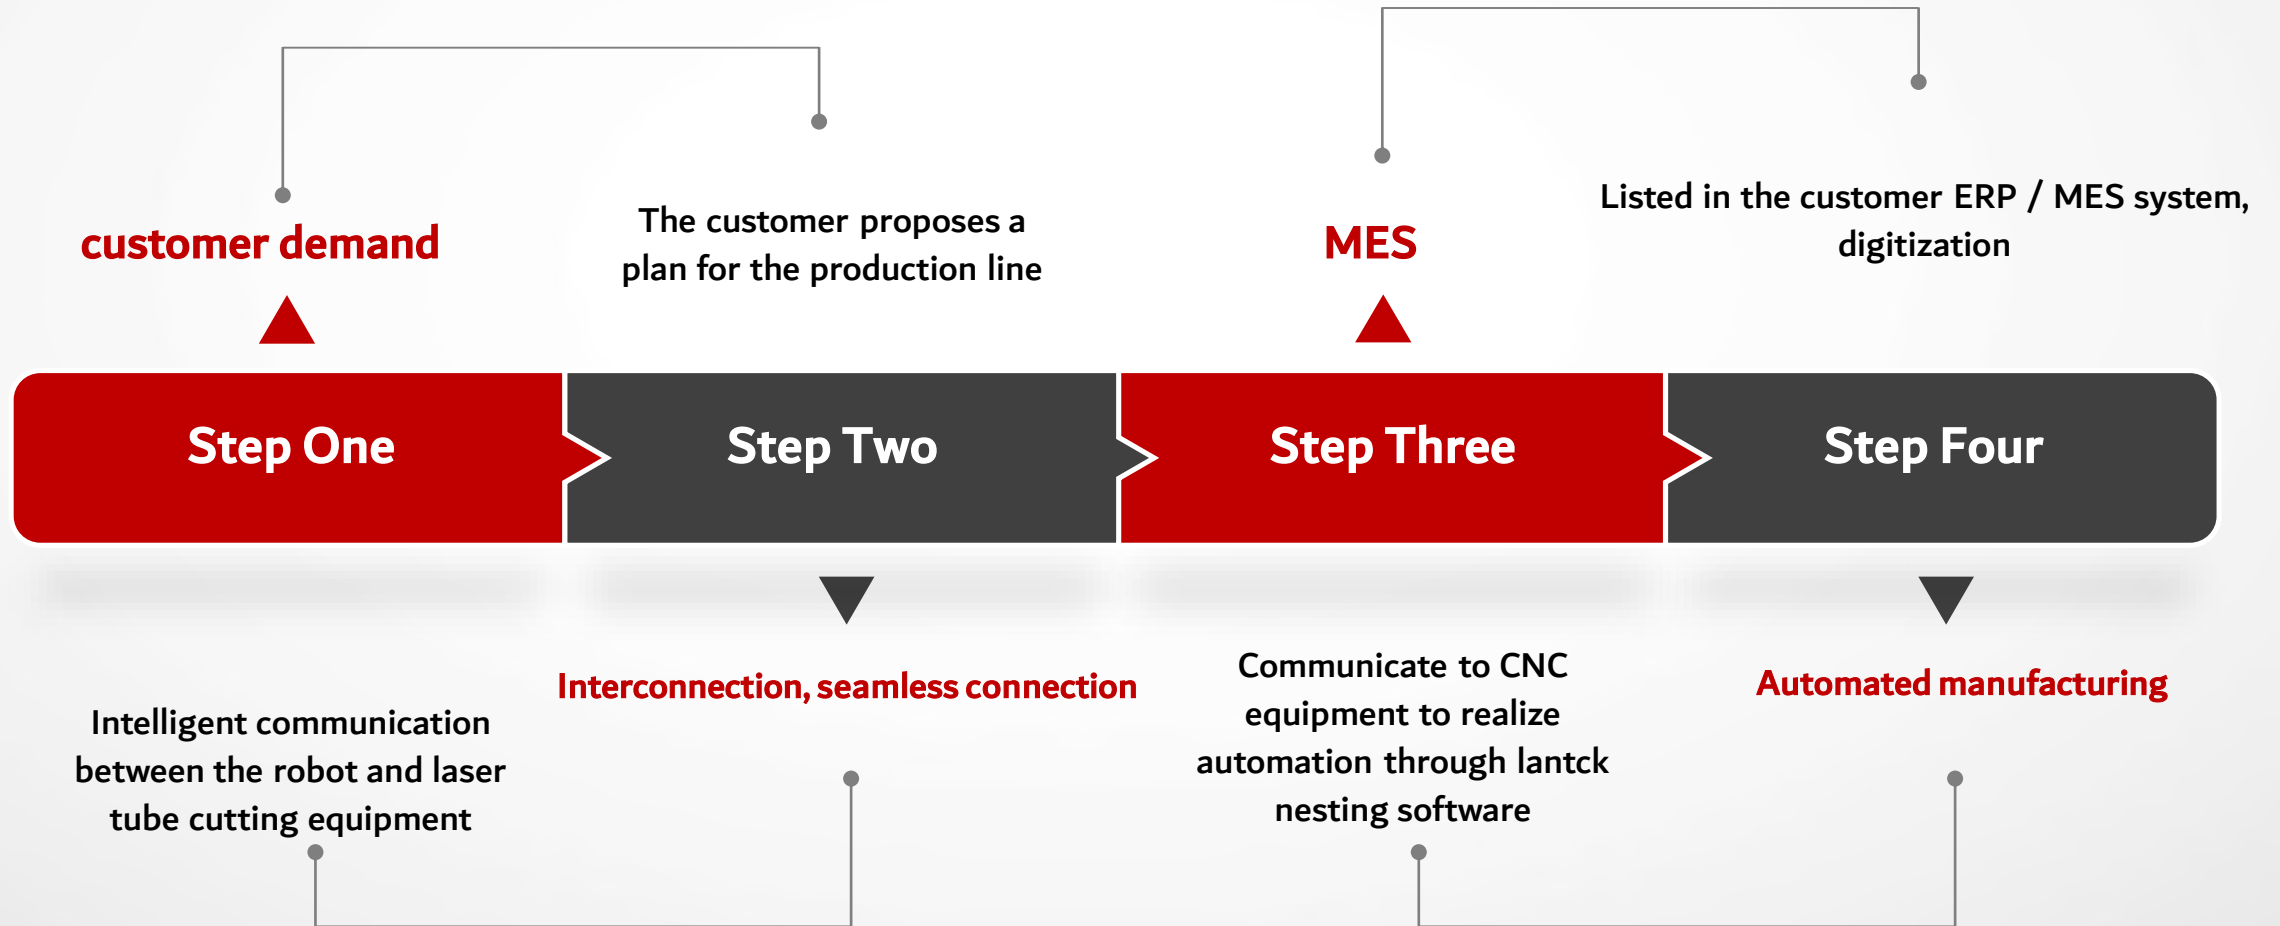 customer demand
The customer proposes a
plan for the production line
MES
Listed in the customer ERP / MES system,
digitization
Step One
Step Two
Step Three
Step Four
Intelligent communication
between the robot and laser
tube cutting equipment
Interconnection, seamless connection
Communicate to CNC
equipment to realize
automation through lantck
nesting software
Automated manufacturing